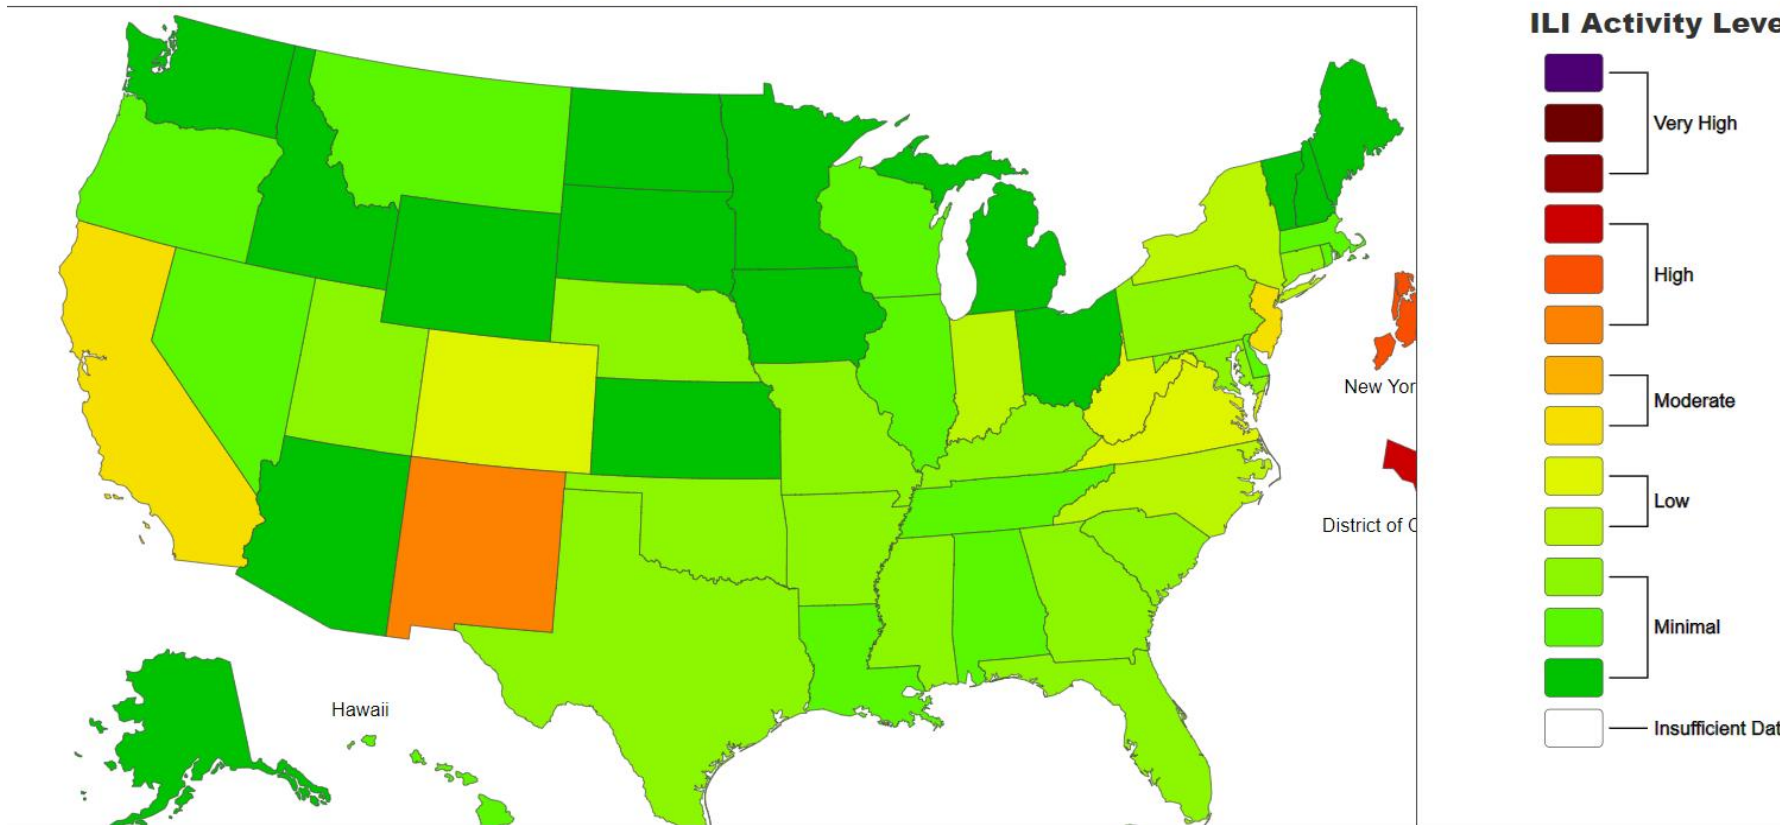 ILI Activity Leve
Very High
High
Moderate
Low
Minimal
Insufficient Dat
New Yor
District of C
Hawaii